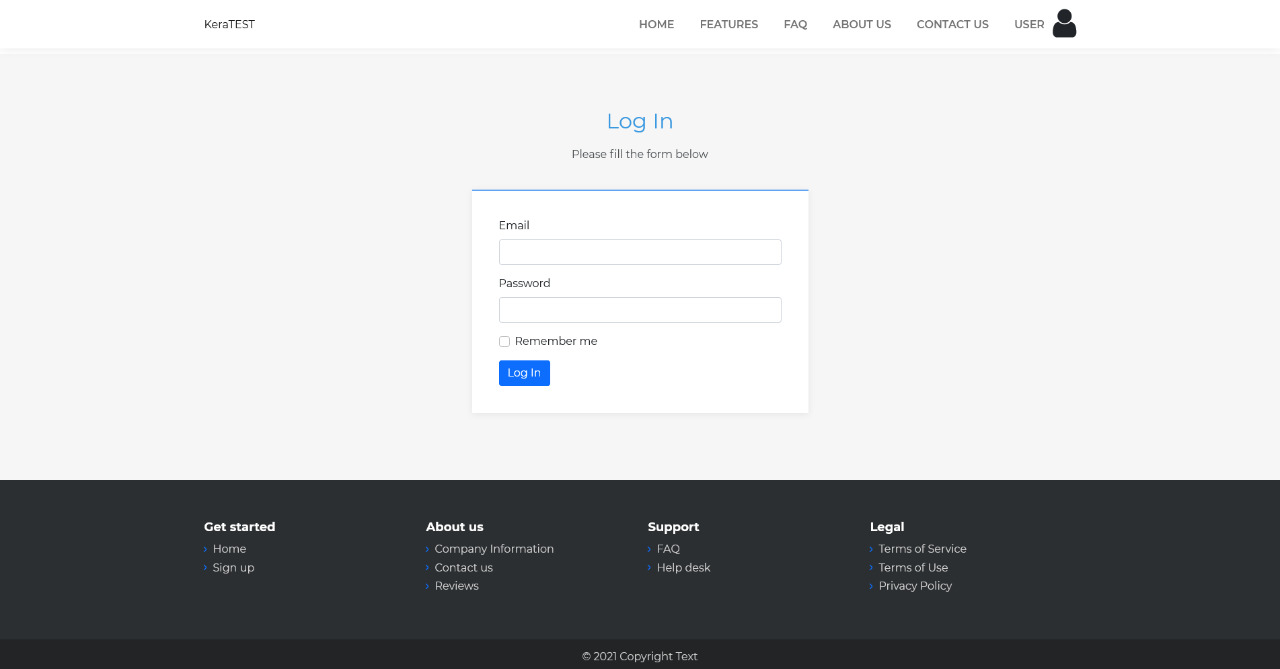 KeraTEST HOME FEATURES FAQ ABOUT US CONTACT US USER
Log In
Please fill the form below
Email
Password
Remember me
Log In
Get started
› Home
› Sign up
About us
› Company Information
› Contact us
› Reviews
Support
› FAQ
› Help desk
Legal
› Terms of Service
› Terms of Use
› Privacy Policy
© 2021 Copyright Text